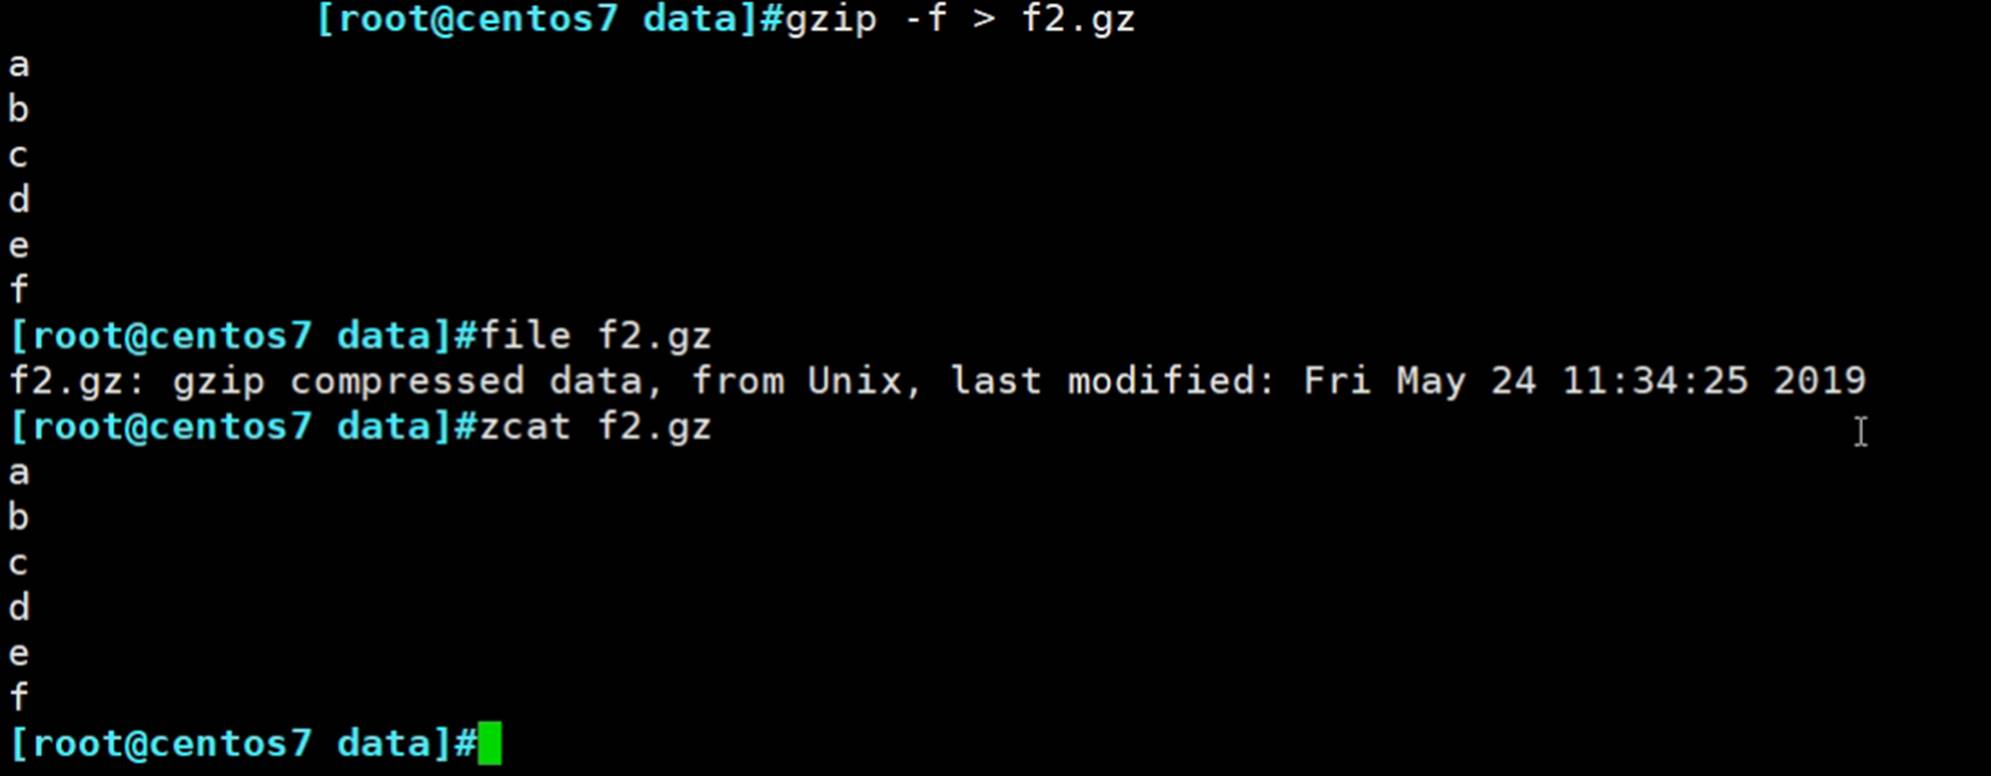 [root@centos7 data]#gzip -f > f2.gz
a
b
c
d
e
f
[root@centos7 data]#file f2.gz
f2.gz: gzip compressed data, from Unix, last modified: Fri May 24 11:34:25 2019
[root@centos7 data]#zcat f2.gz
a
b
c
d
e
f
[root@centos7 data]#